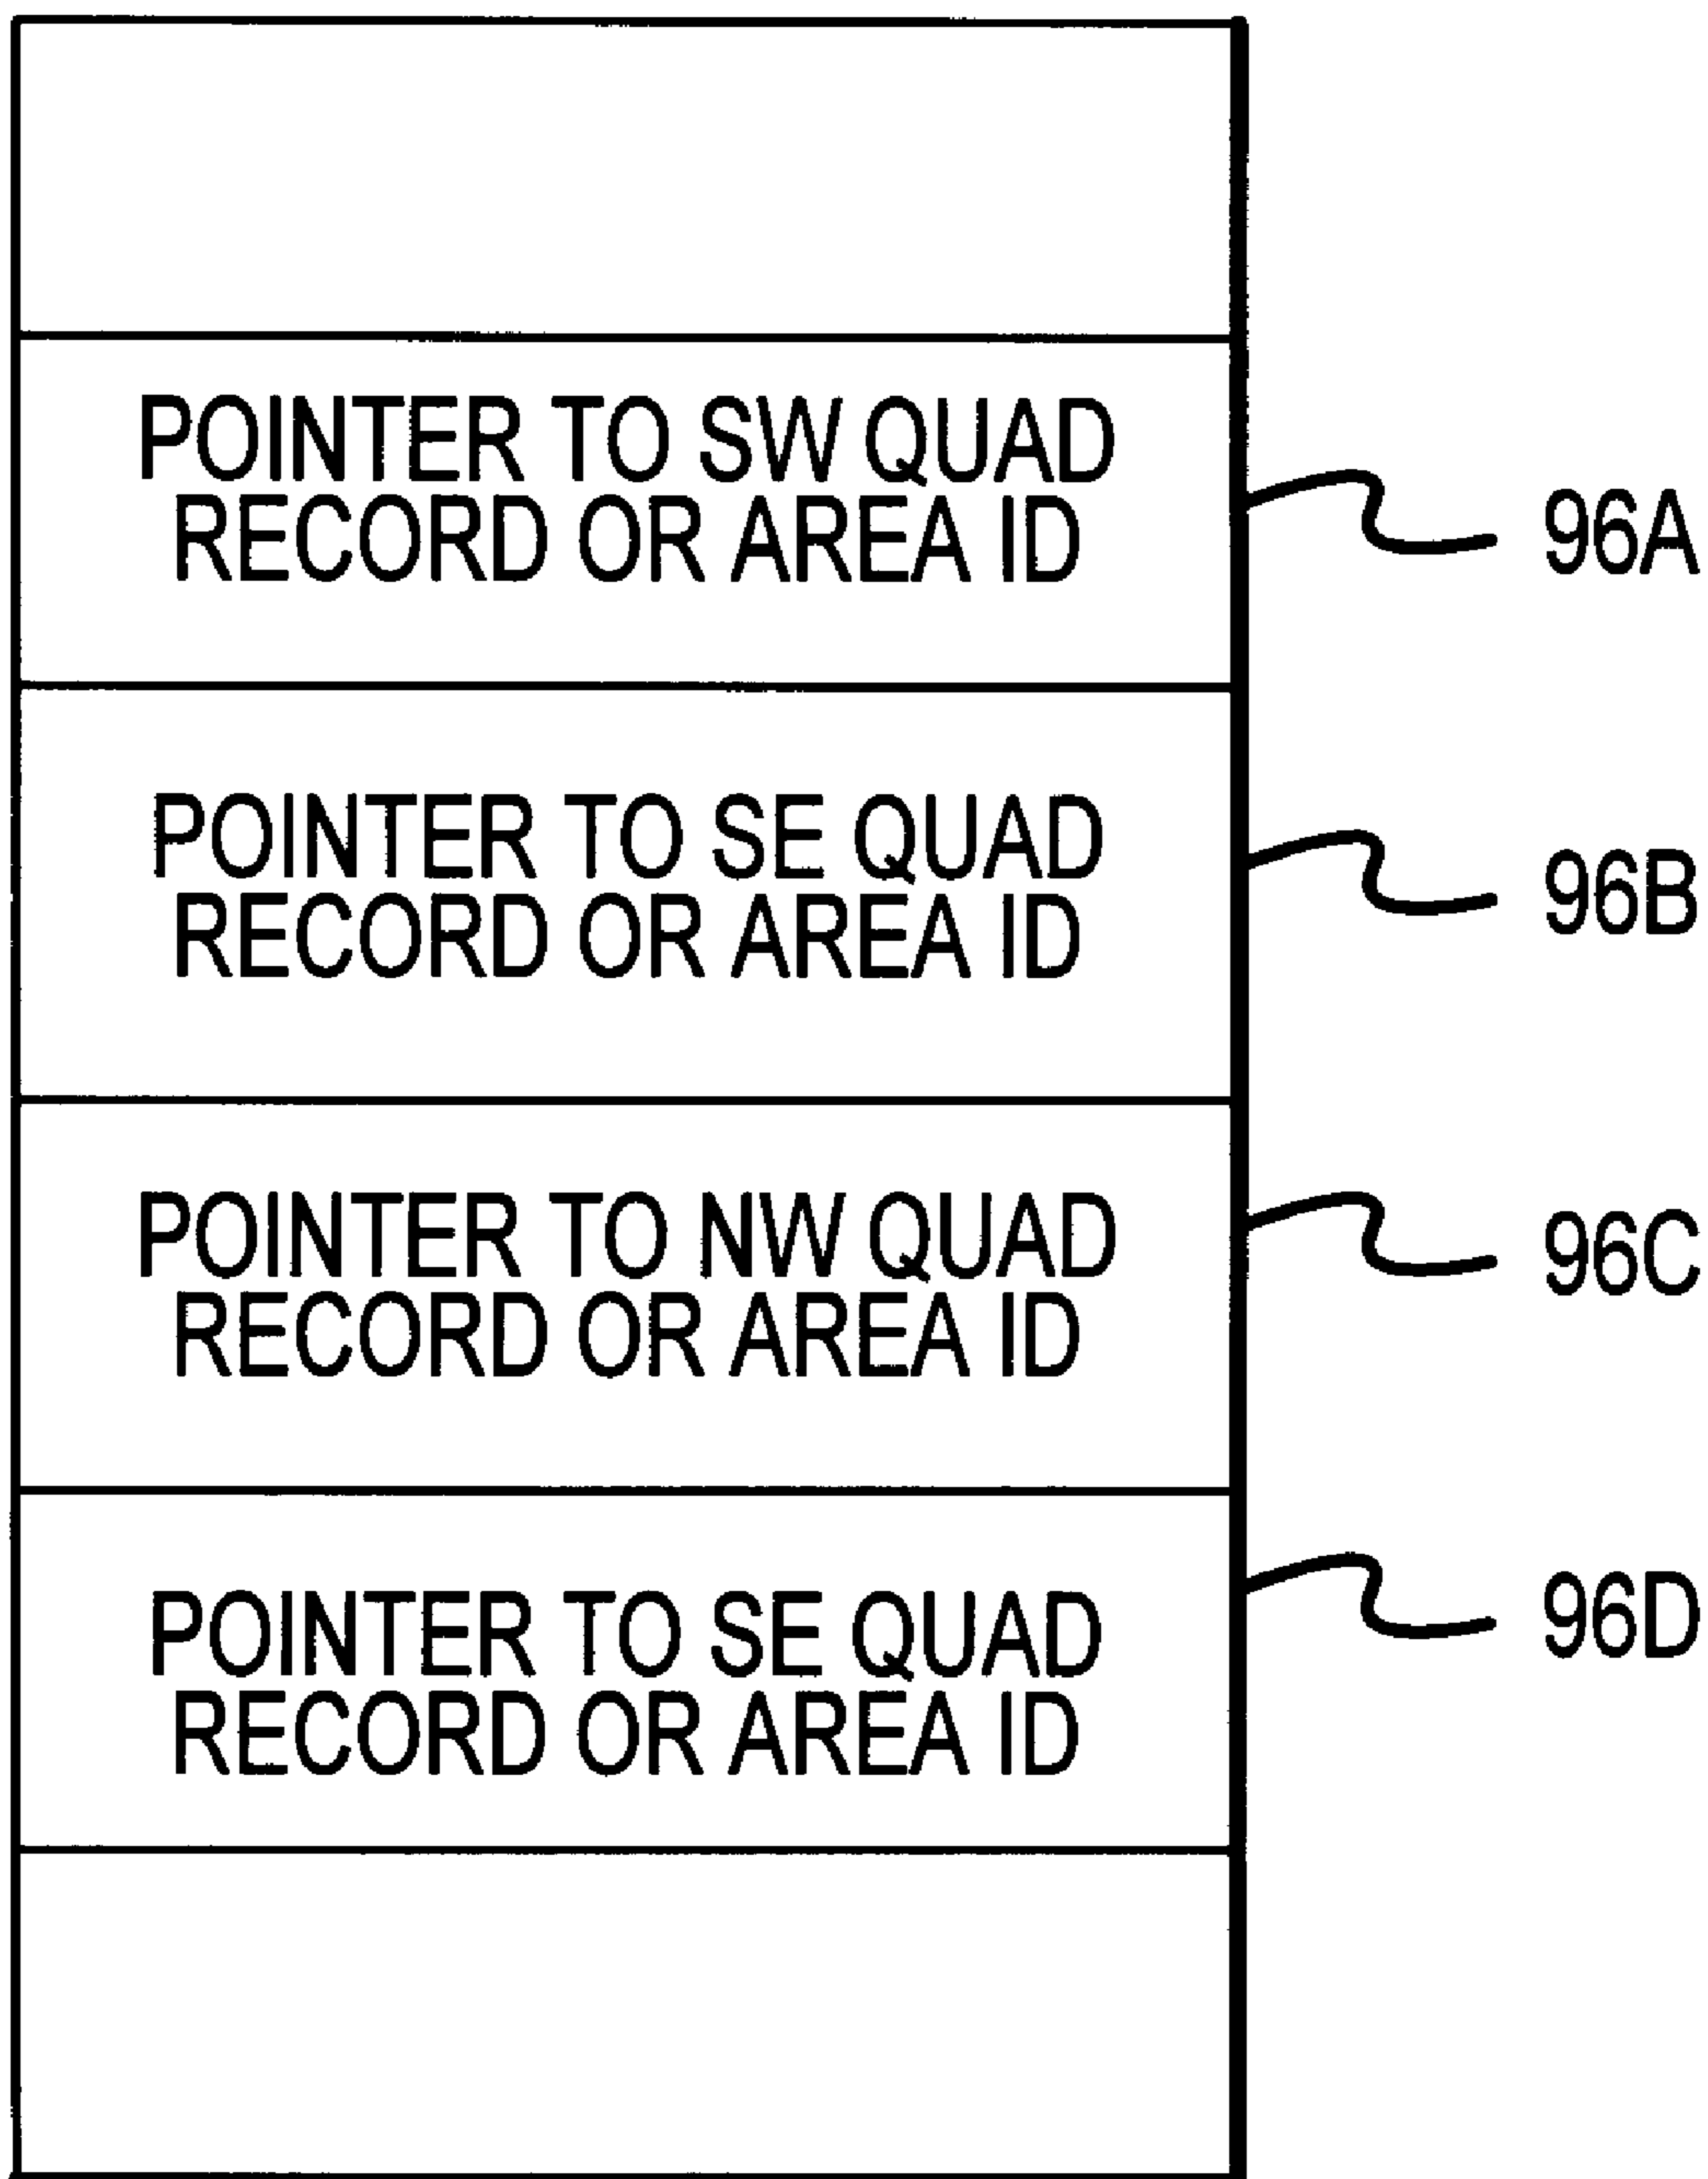 POINTER TO SW QUAD
RECORD OR AREA ID
96A
POINTER TO SE QUAD
RECORD OR AREA ID
96B
POINTER TO NW QUAD
RECORD OR AREA ID
96C
POINTER TO SE QUAD
RECORD OR AREA ID
96D